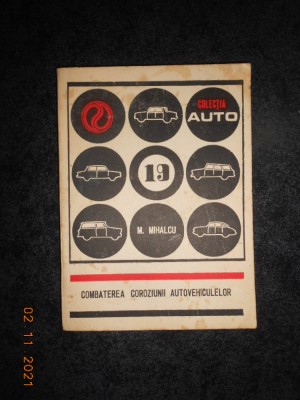 COLECȚIA
AUTO
19
M. MIHALCU
COMBATEREA COROZIUNII AUTOVEHICULELOR
02 11 2021